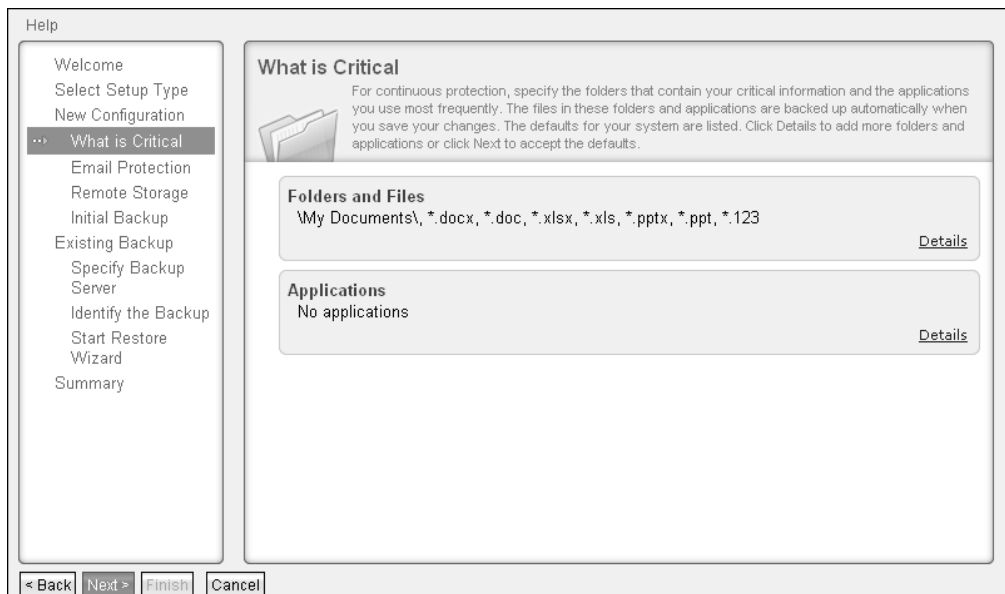 Help
Welcome
Select Setup Type
New Configuration
What is Critical
Email Protection
Remote Storage
Initial Backup
Existing Backup
Specify Backup
Server
Identify the Backup
Start Restore
Wizard
Summary
What is Critical
For continuous protection, specify the folders that contain your critical information and the applications
you use most frequently. The files in these folders and applications are backed up automatically when
you save your changes. The defaults for your system are listed. Click Details to add more folders and
applications or click Next to accept the defaults.
Folders and Files
\My Documents\, *.docx, *.doc, *.xlsx, *.xls, *.pptx, *.ppt, *.123
Details
Applications
No applications
Details
< Back Next > Finish Cancel